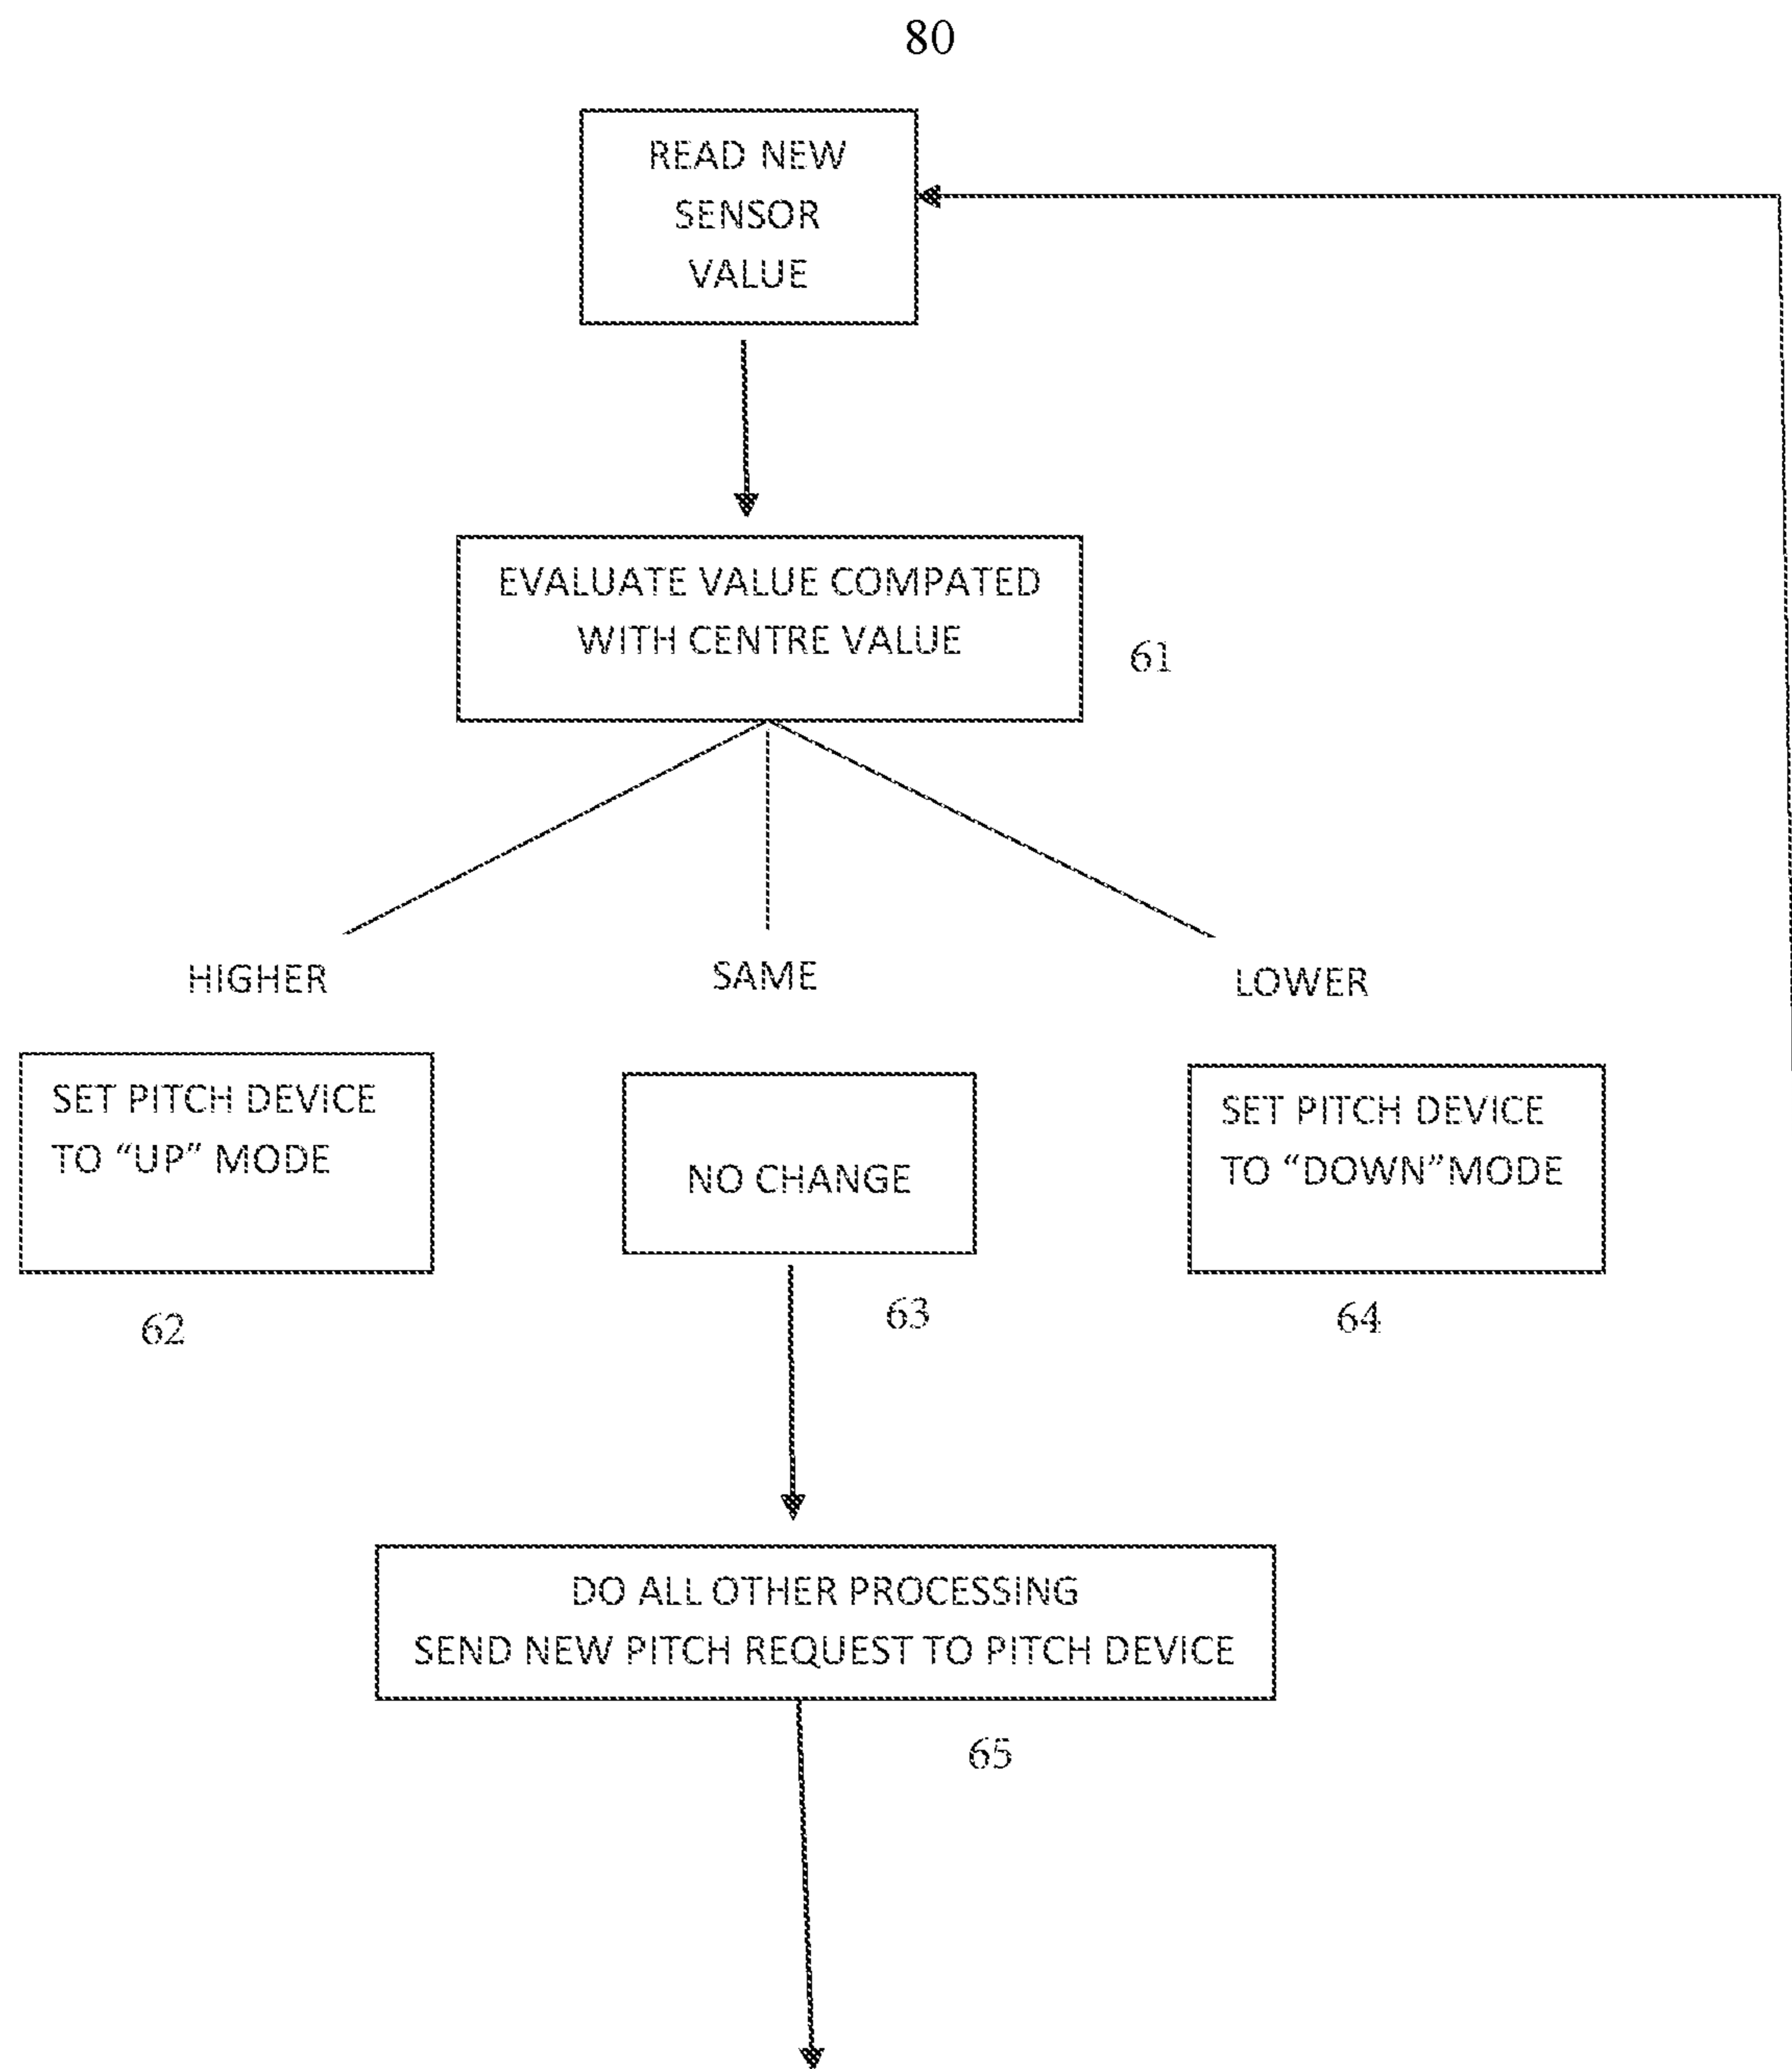 80
READ NEW
SENSOR
VALUE
EVALUATE VALUE COMPATED
WITH CENTRE VALUE
61
HIGHER
SAME
LOWER
SET PITCH DEVICE
TO “UP” MODE
NO CHANGE
SET PITCH DEVICE
TO “DOWN”MODE
62
63
64
DO ALL OTHER PROCESSING
SEND NEW PITCH REQUEST TO PITCH DEVICE
65